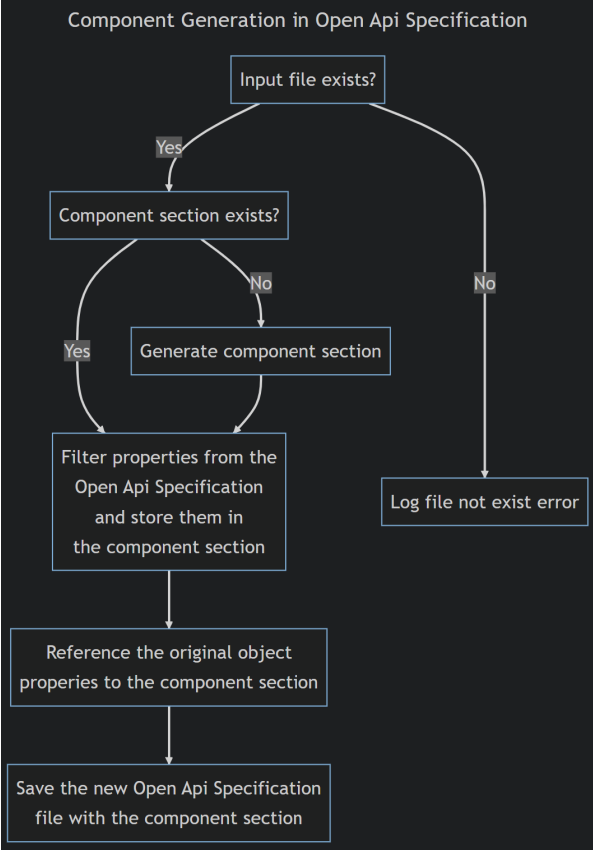 Component Generation in Open Api Specification
Input file exists?
Yes
Component section exists?
No
No
Yes
Generate component section
Filter properties from the
Open Api Specification
and store them in
the component section
Log file not exist error
Reference the original object
properies to the component section
Save the new Open Api Specification
file with the component section